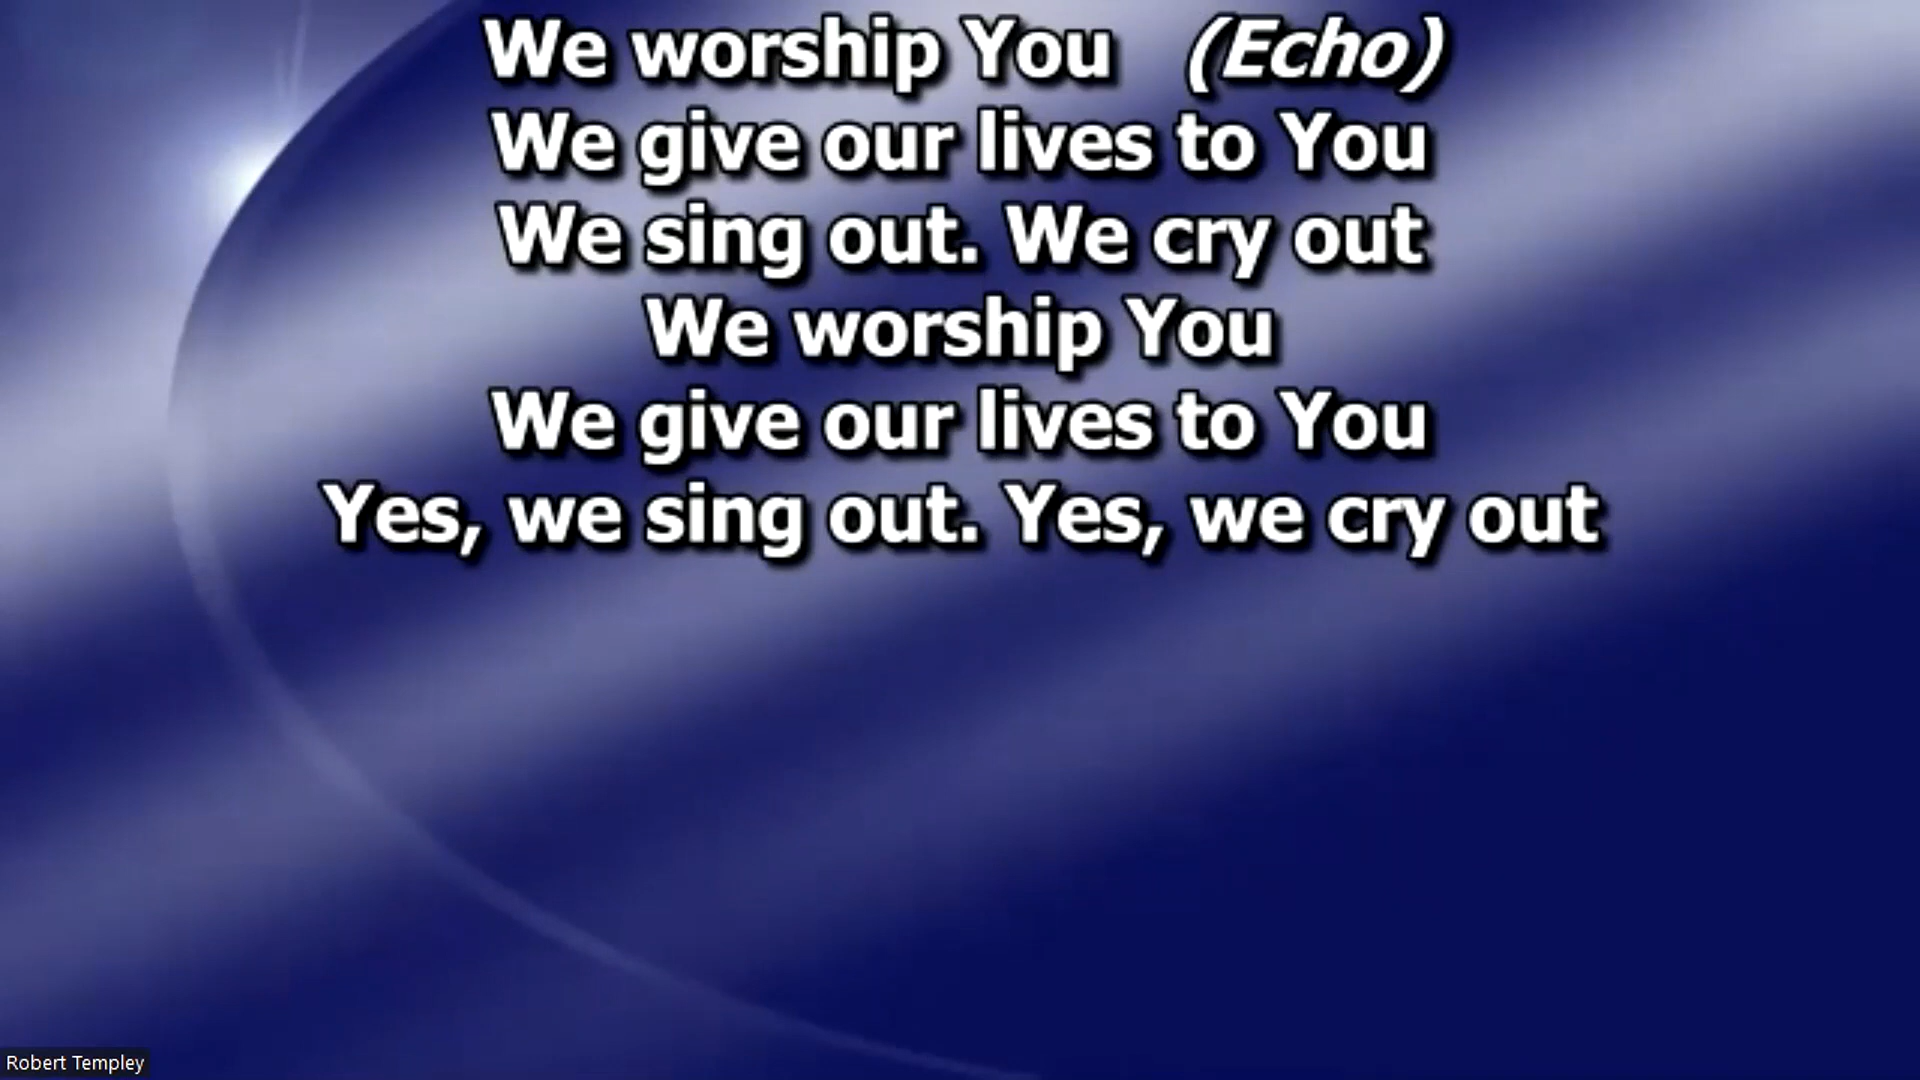 We worship You (Echo)
We give our lives to You
We sing out. We cry out
We worship You
We give our lives to You
Yes, we sing out. Yes, we cry out
Robert Templey